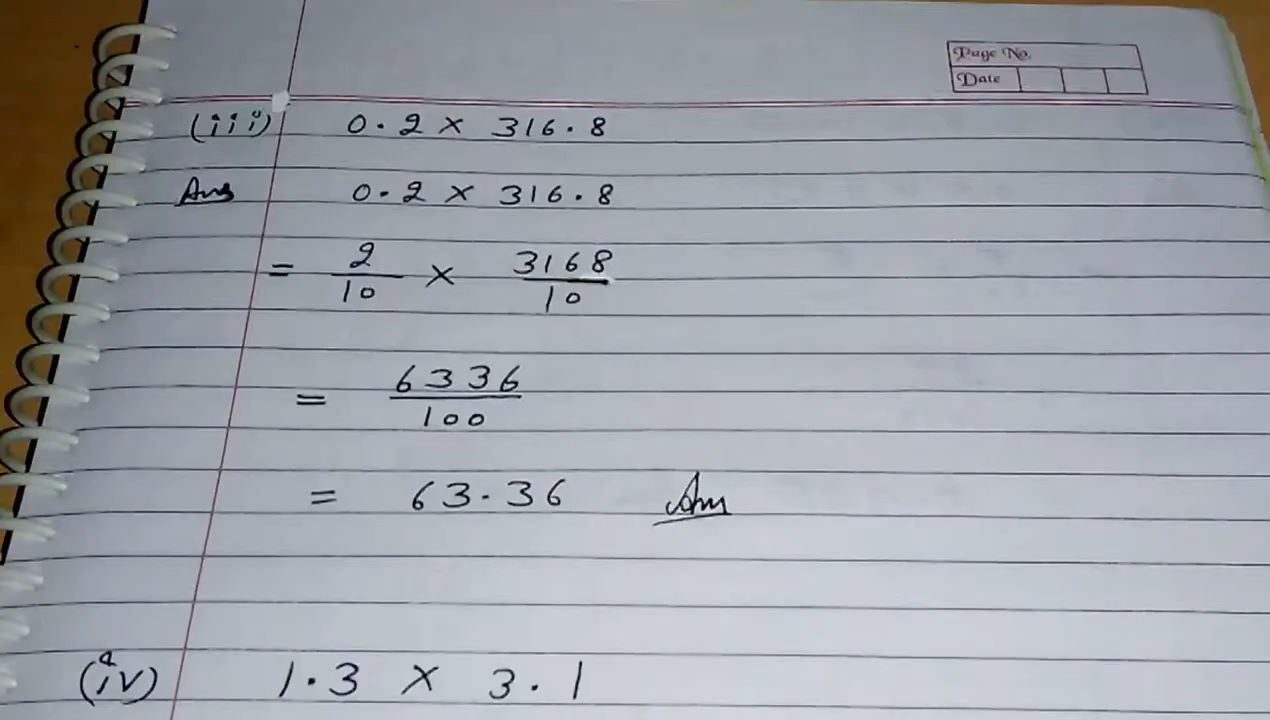 Page No.
Date
(iii) 0.2 × 316.8
Ans 0.2 × 316.8
= 2/10 × 3168/10
= 6336/100
= 63.36 Ans
(iv) 1.3 × 3.1